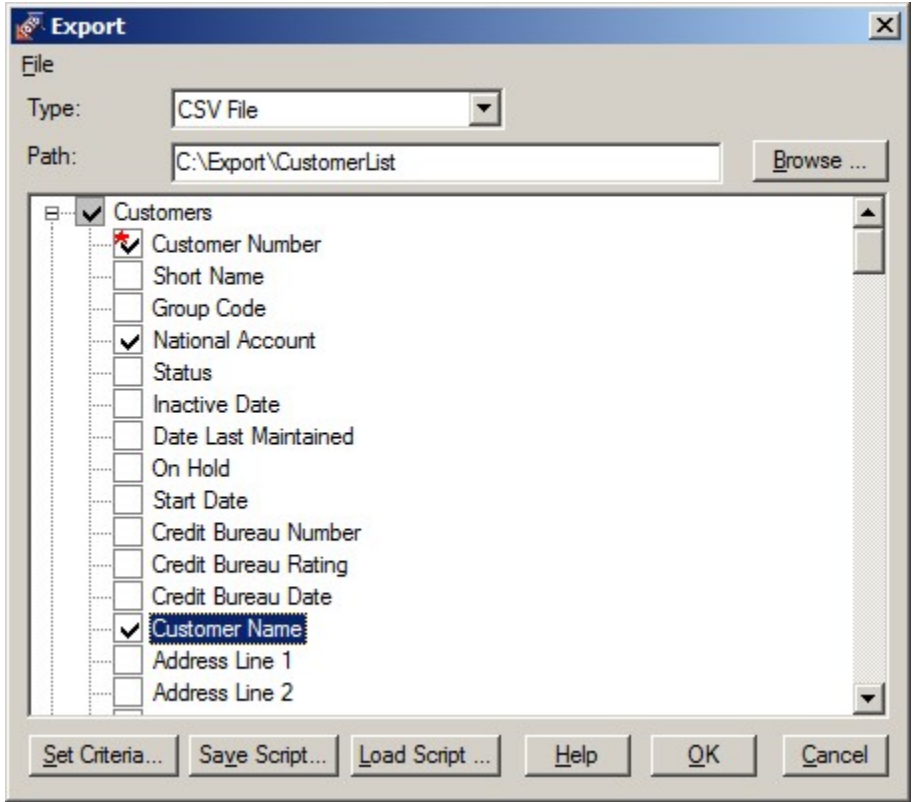 Export
File
Type: CSV File
Path: C:\Export\CustomerList Browse ...
Customers
Customer Number
Short Name
Group Code
National Account
Status
Inactive Date
Date Last Maintained
On Hold
Start Date
Credit Bureau Number
Credit Bureau Rating
Credit Bureau Date
Customer Name
Address Line 1
Address Line 2
Set Criteria... Save Script... Load Script ... Help OK Cancel